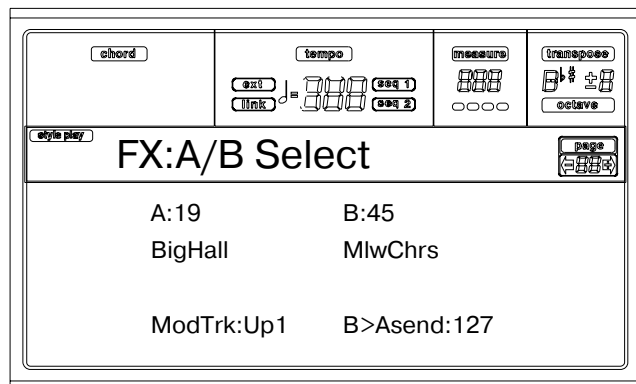 chord tempo measure transpose
ext seq 1
link seq 2 octave
style play FX:A/B Select page
A:19 B:45
BigHall MlwChrs
ModTrk:Up1 B>Asend:127